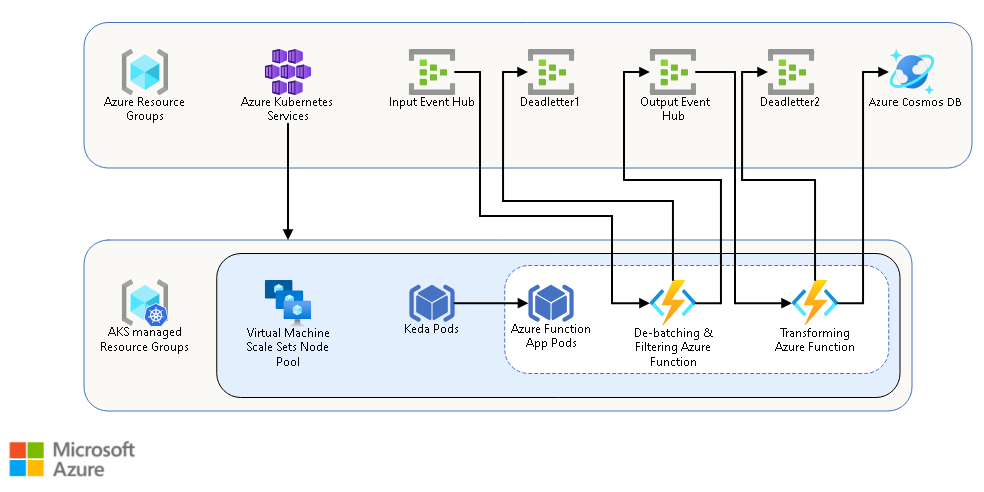 Azure Resource
Groups
Azure Kubernetes
Services
Input Event Hub
Deadletter1
Output Event
Hub
Deadletter2
Azure Cosmos DB
AKS managed
Resource Groups
Virtual Machine
Scale Sets Node
Pool
Keda Pods
Azure Function
App Pods
De-batching &
Filtering Azure
Function
Transforming
Azure Function
Microsoft
Azure